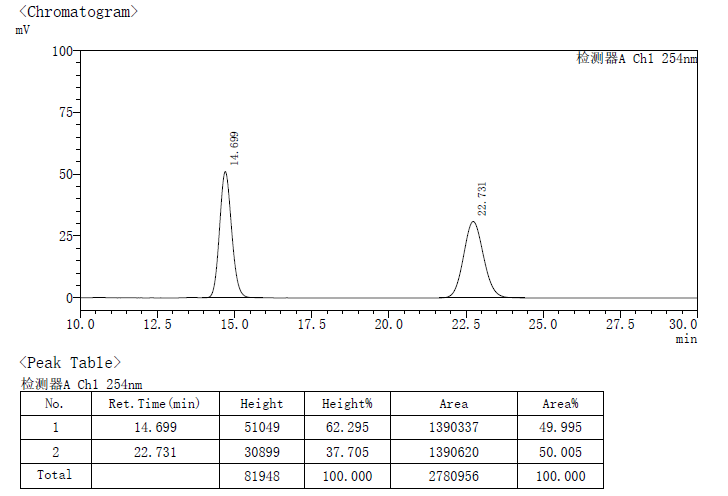 <Chromatogram>
mV
检测器A Ch1 254nm
100
75
50
25
0
14.699
22.731
10.0 12.5 15.0 17.5 20.0 22.5 25.0 27.5 30.0
min
<Peak Table>
检测器A Ch1 254nm
No. Ret.Time(min) Height Height% Area Area%
1 14.699 51049 62.295 1390337 49.995
2 22.731 30899 37.705 1390620 50.005
Total 81948 100.000 2780956 100.000